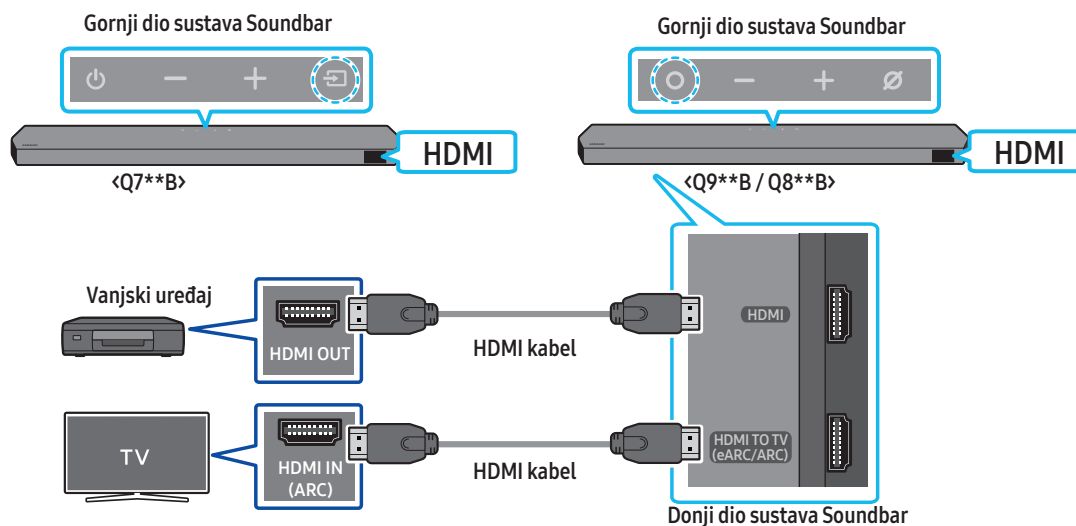 Gornji dio sustava Soundbar
HDMI
<Q7**B>
Gornji dio sustava Soundbar
HDMI
<Q9**B / Q8**B>
Vanjski uređaj
HDMI OUT
HDMI kabel
HDMI
TV
HDMI IN
(ARC)
HDMI kabel
HDMI TO TV
(eARC/ARC)
Donji dio sustava Soundbar